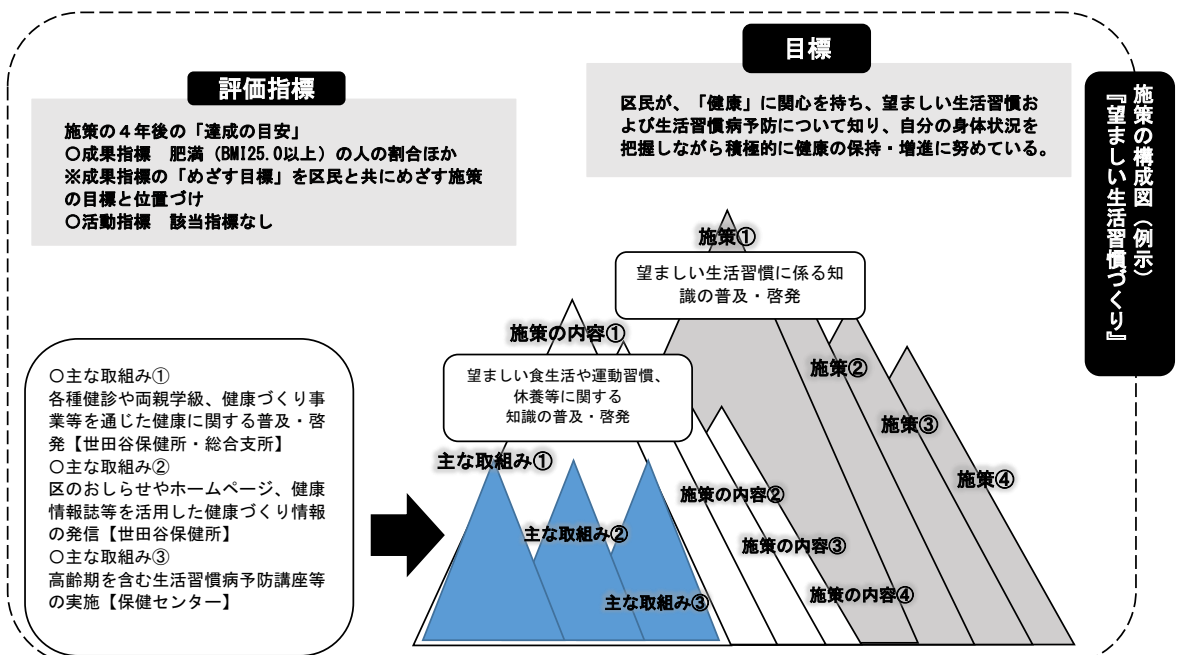 施策の構成図（例示）
『望ましい生活習慣づくり』
目標
区民が、「健康」に関心を持ち、望ましい生活習慣お
よび生活習慣病予防について知り、自分の身体状況を
把握しながら積極的に健康の保持・増進に努めている。
評価指標
施策の４年後の「達成の目安」
○成果指標　肥満（BMI25.0以上）の人の割合ほか
※成果指標の「めざす目標」を区民と共にめざす施策
の目標と位置づけ
○活動指標　該当指標なし
施策①
望ましい生活習慣に係る知
識の普及・啓発
施策②
施策③
施策④
施策の内容①
望ましい食生活や運動習慣、
休養等に関する
知識の普及・啓発
施策の内容②
施策の内容③
施策の内容④
主な取組み①
主な取組み②
主な取組み③
○主な取組み①
各種健診や両親学級、健康づくり事
業等を通じた健康に関する普及・啓
発【世田谷保健所・総合支所】
○主な取組み②
区のおしらせやホームページ、健康
情報誌等を活用した健康づくり情報
の発信【世田谷保健所】
○主な取組み③
高齢期を含む生活習慣病予防講座等
の実施【保健センター】